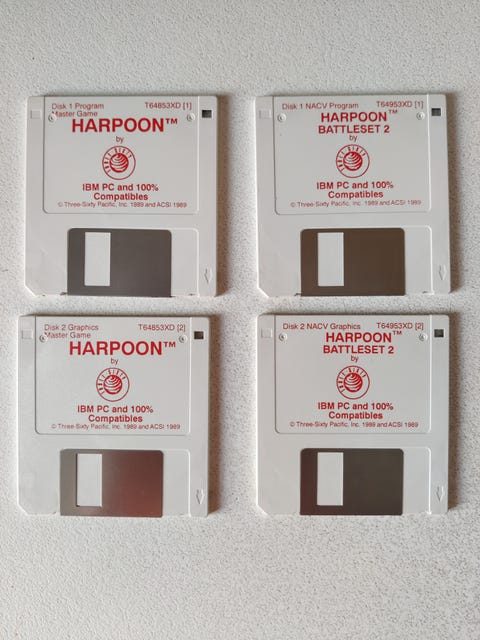 Disk 1 Program T64853XD [1]
Master Game
HARPOON™
by
IBM PC and 100%
Compatibles
© Three-Sixty Pacific, Inc. 1989 and ACSI 1989
Disk 1 NACV Program T64953XD [1]
HARPOON™
BATTLESET 2
by
IBM PC and 100%
Compatibles
© Three-Sixty Pacific, Inc. 1989 and ACSI 1989
Disk 2 Graphics T64853XD [2]
Master Game
HARPOON™
by
IBM PC and 100%
Compatibles
© Three-Sixty Pacific, Inc. 1989 and ACSI 1989
Disk 2 NACV Graphics T64953XD [2]
HARPOON™
BATTLESET 2
by
IBM PC and 100%
Compatibles
© Three-Sixty Pacific, Inc. 1989 and ACSI 1989